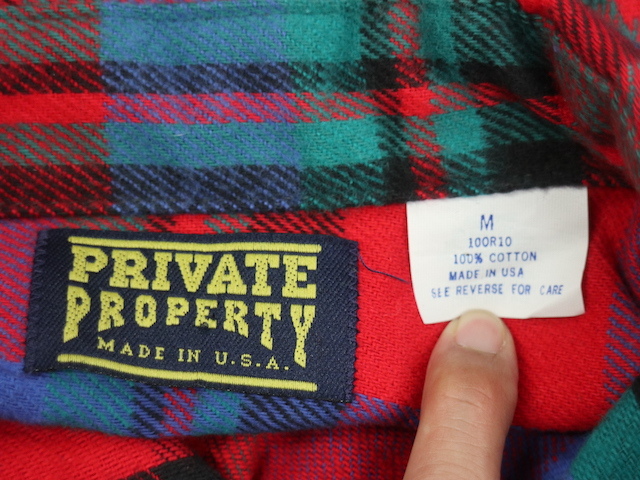 PRIVATE
PROPERTY
MADE IN U.S.A.
M
100R10
100% COTTON
MADE IN USA
SEE REVERSE FOR CARE